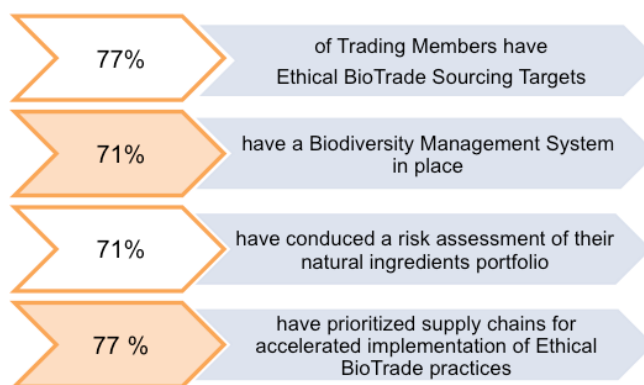 77%
of Trading Members have
Ethical BioTrade Sourcing Targets
71%
have a Biodiversity Management System
in place
71%
have conducted a risk assessment of their
natural ingredients portfolio
77 %
have prioritized supply chains for
accelerated implementation of Ethical
BioTrade practices